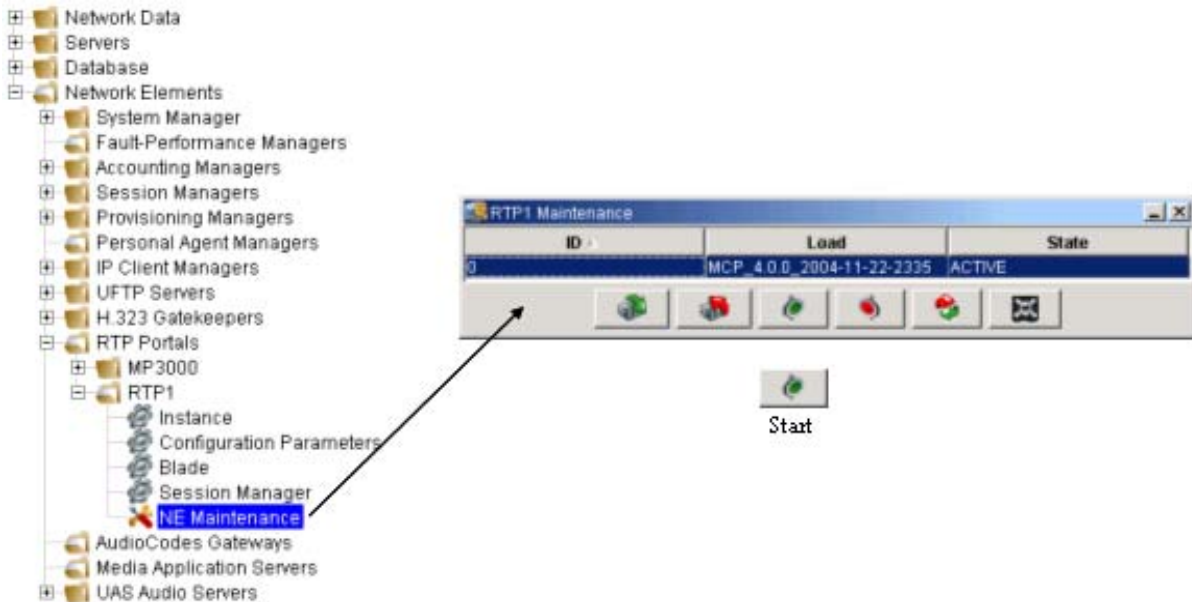 Network Data
Servers
Database
Network Elements
System Manager
Fault-Performance Managers
Accounting Managers
Session Managers
Provisioning Managers
Personal Agent Managers
IP Client Managers
UFTP Servers
H.323 Gatekeepers
RTP Portals
MP3000
RTP1
Instance
Configuration Parameters
Blade
Session Manager
NE Maintenance
AudioCodes Gateways
Media Application Servers
UAS Audio Servers
RTP1 Maintenance
ID Load State
0 MCP_4.0.0_2004-11-22-2335 ACTIVE
Start